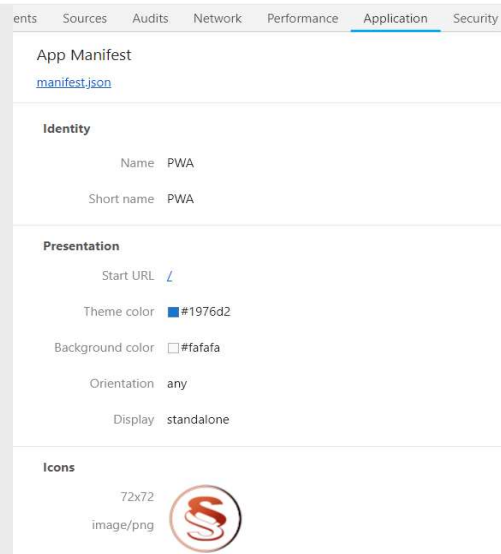 ents Sources Audits Network Performance Application Security
App Manifest
manifest.json
Identity
Name PWA
Short name PWA
Presentation
Start URL /
Theme color #1976d2
Background color #fafafa
Orientation any
Display standalone
Icons
72x72
image/png